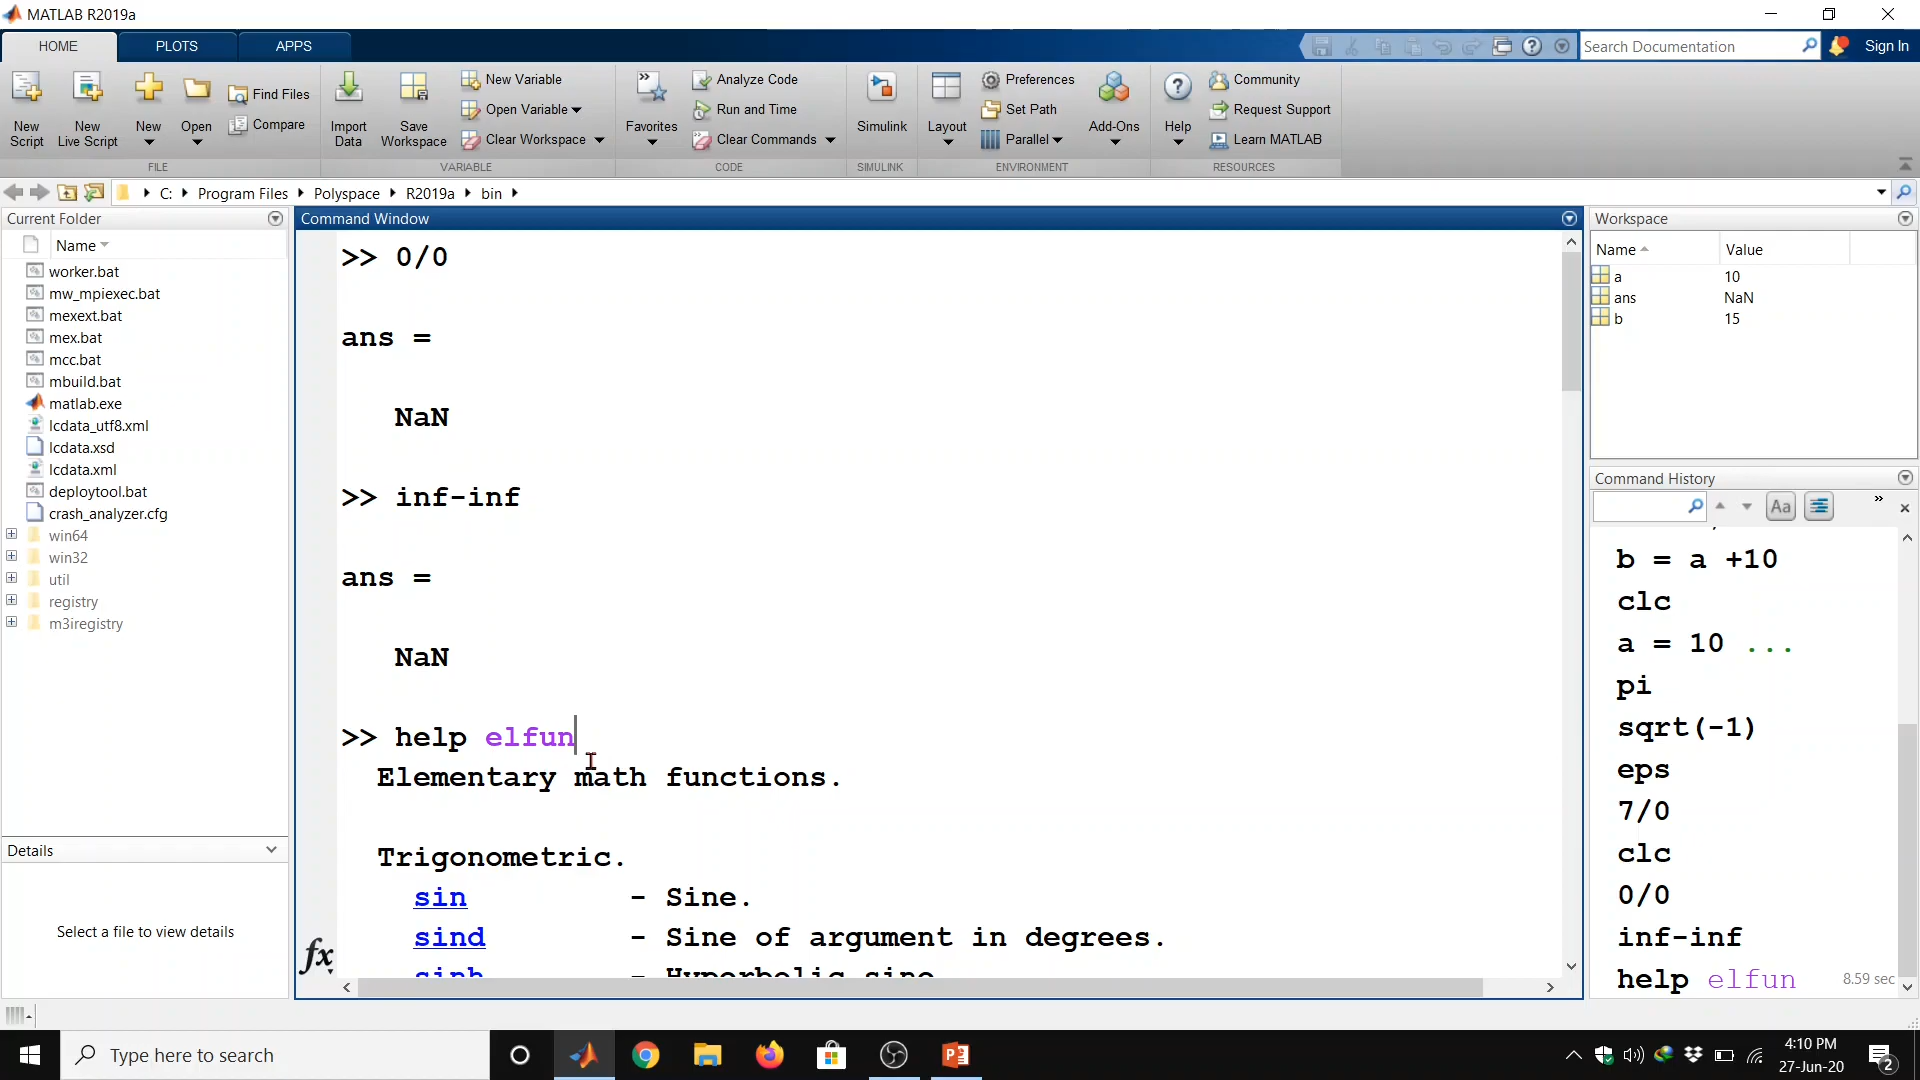 MATLAB R2019a
HOME
PLOTS
APPS
Search Documentation
Sign In
New Script
New Live Script
New
Open
Find Files
Compare
FILE
Import Data
Save Workspace
New Variable
Open Variable
Clear Workspace
VARIABLE
Favorites
Analyze Code
Run and Time
Clear Commands
CODE
Simulink
SIMULINK
Layout
Preferences
Set Path
Parallel
Add-Ons
ENVIRONMENT
Help
Community
Request Support
Learn MATLAB
RESOURCES
C: Program Files Polyspace R2019a bin
Current Folder
Name
worker.bat
mw_mpiexec.bat
mexext.bat
mex.bat
mcc.bat
mbuild.bat
matlab.exe
lcdata_utf8.xml
lcdata.xsd
lcdata.xml
deploytool.bat
crash_analyzer.cfg
win64
win32
util
registry
m3iregistry
Details
Select a file to view details
Command Window
>> 0/0
ans =
NaN
>> inf-inf
ans =
NaN
>> help elfun
Elementary math functions.
Trigonometric.
sin - Sine.
sind - Sine of argument in degrees.
sinh - Hyperbolic sine
fx
Workspace
Name Value
a 10
ans NaN
b 15
Command History
Aa
b = a +10
clc
a = 10 ...
pi
sqrt(-1)
eps
7/0
clc
0/0
inf-inf
help elfun 8.59 sec
Type here to search
4:10 PM
27-Jun-20
2